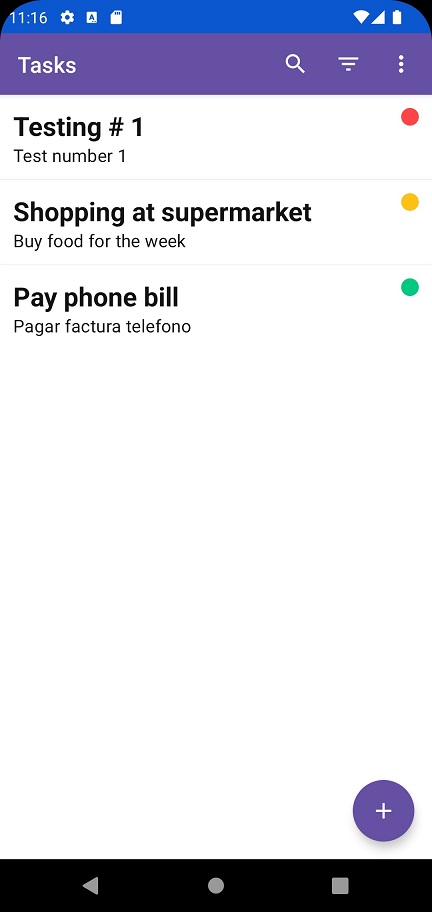 11:16
Tasks
Testing # 1
Test number 1
Shopping at supermarket
Buy food for the week
Pay phone bill
Pagar factura telefono